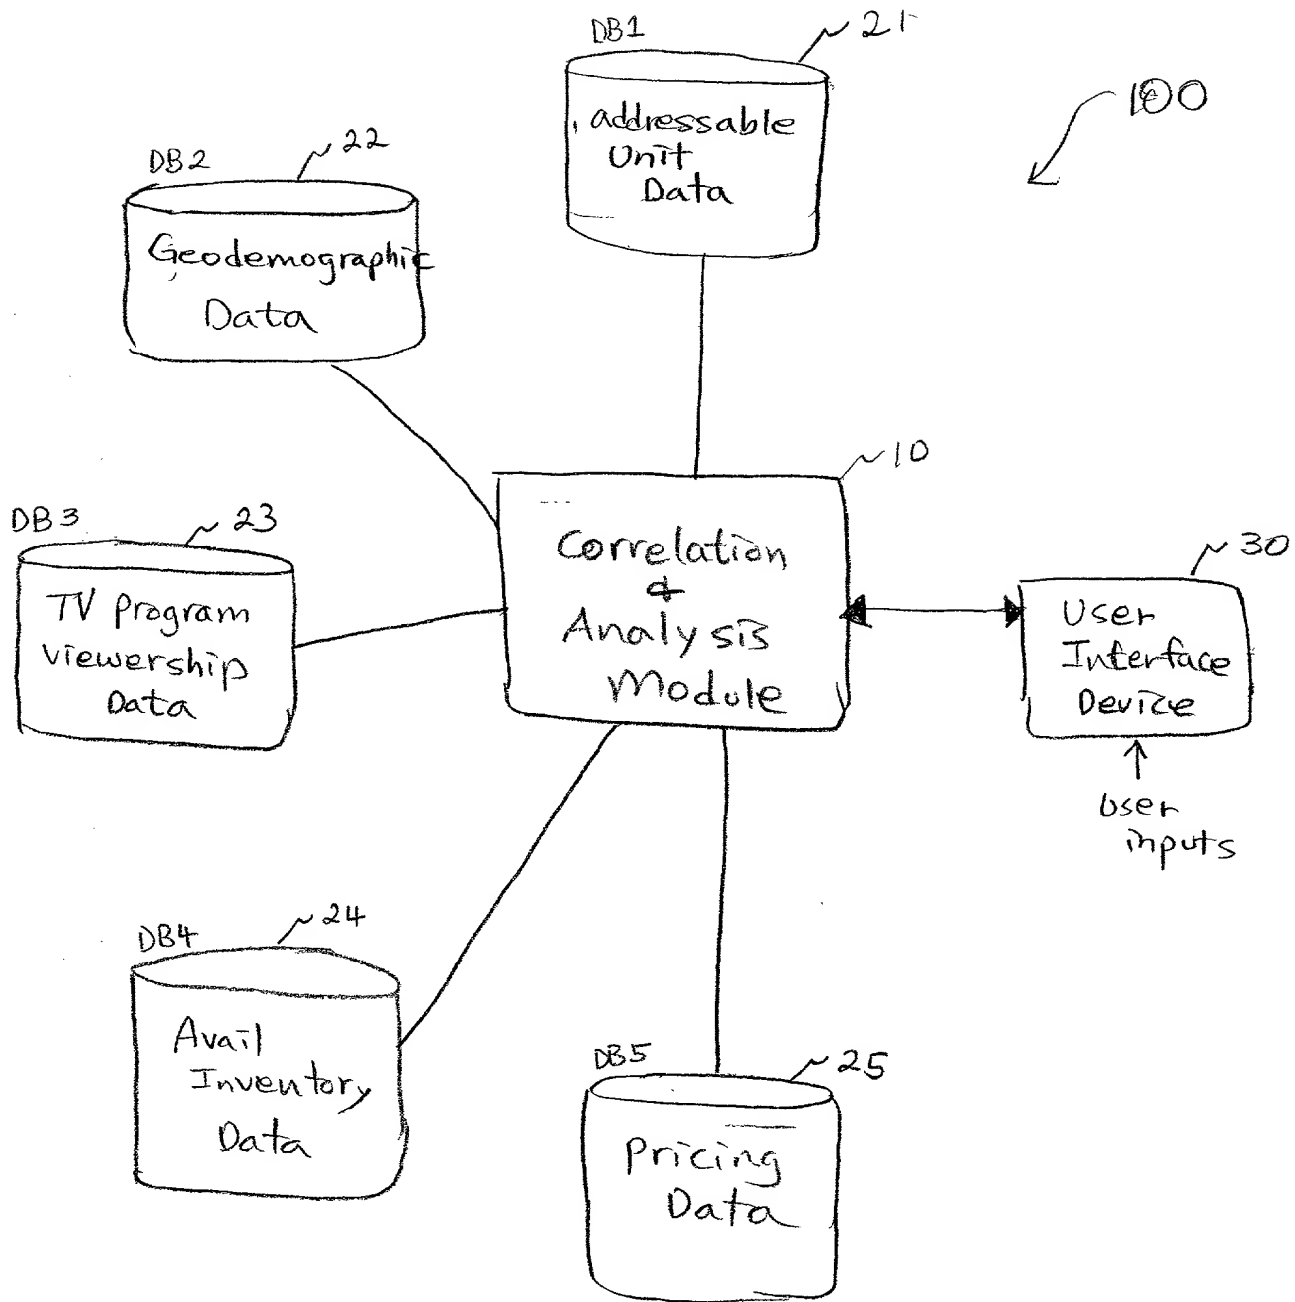 DB1
21
addressable
Unit
Data
100
DB2
22
Geodemographic
Data
10
Correlation
&
Analysis
Module
DB3
23
TV Program
Viewership
Data
30
User
Interface
Device
User
inputs
DB4
24
Avail
Inventory
Data
DB5
25
Pricing
Data